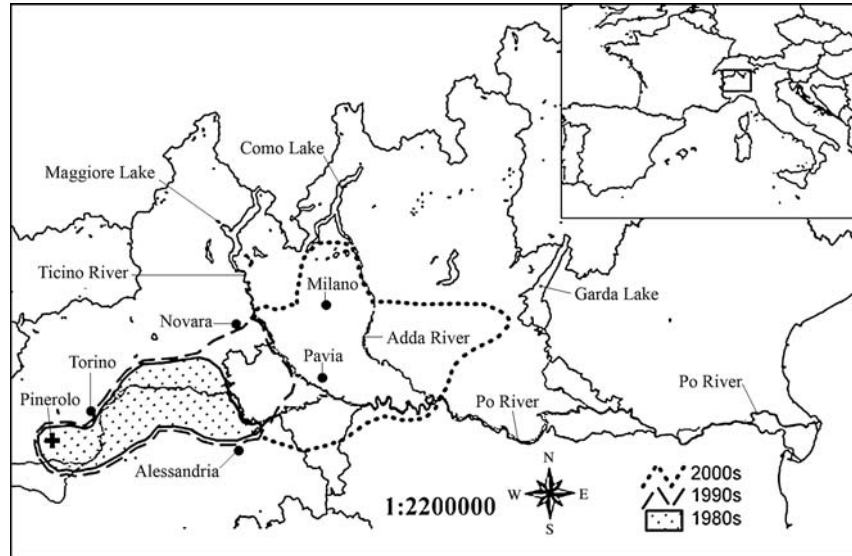 Como Lake
Maggiore Lake
Ticino River
Milano
Garda Lake
Novara
Adda River
Torino
Pavia
Pinerolo
Po River
Po River
Alessandria
N
W E
S
1:2200000
2000s
1990s
1980s